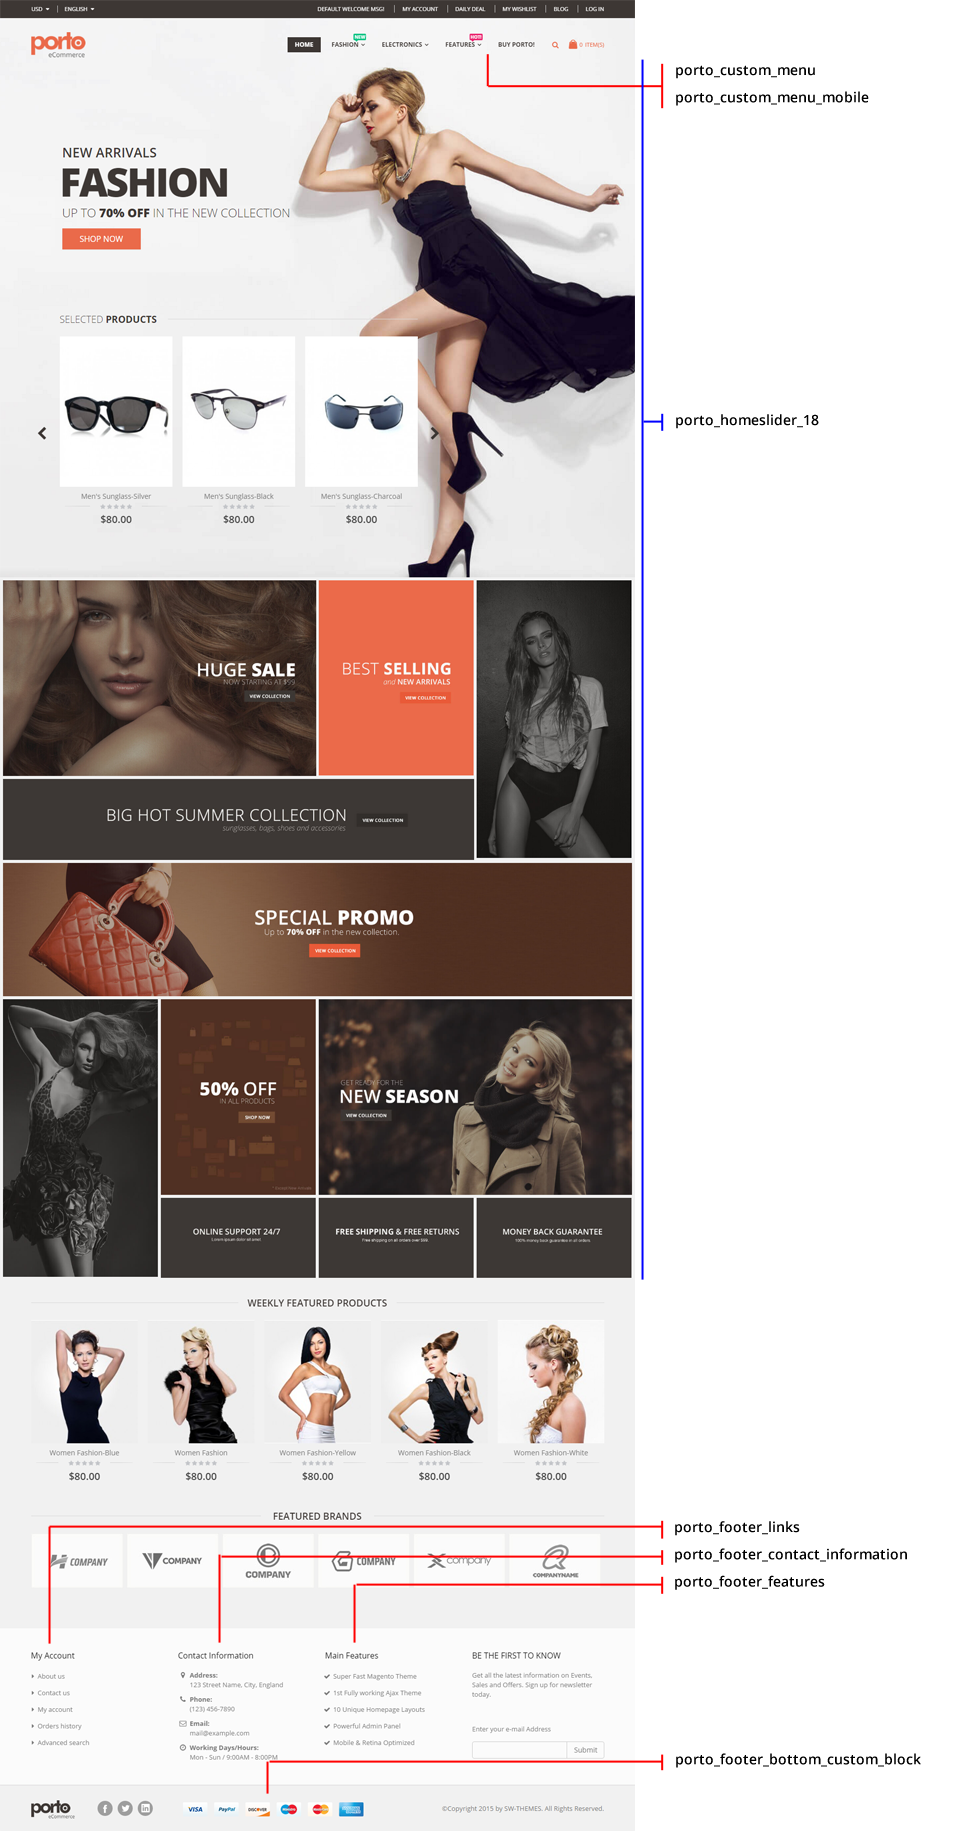 USD ENGLISH DEFAULT WELCOME MSG! MY ACCOUNT DAILY DEAL MY WISHLIST BLOG LOG IN
porto
eCommerce
NEW HOT!
HOME FASHION ELECTRONICS FEATURES BUY PORTO! 0 ITEM(S)
porto_custom_menu
porto_custom_menu_mobile
NEW ARRIVALS
FASHION
UP TO 70% OFF IN THE NEW COLLECTION
SHOP NOW
SELECTED PRODUCTS
porto_homeslider_18
Men's Sunglass-Silver Men's Sunglass-Black Men's Sunglass-Charcoal
$80.00 $80.00 $80.00
HUGE SALE
NOW STARTING AT $99
VIEW COLLECTION
BEST SELLING
and NEW ARRIVALS
VIEW COLLECTION
BIG HOT SUMMER COLLECTION
sunglasses, bags, shoes and accessories
VIEW COLLECTION
SPECIAL PROMO
Up to 70% OFF in the new collection.
VIEW COLLECTION
50% OFF
IN ALL PRODUCTS
SHOP NOW
GET READY FOR THE
NEW SEASON
VIEW COLLECTION
ONLINE SUPPORT 24/7
Lorem ipsum dolor sit amet
FREE SHIPPING & FREE RETURNS
Free shipping on all orders over $99
MONEY BACK GUARANTEE
100% money back guarantee in all orders
WEEKLY FEATURED PRODUCTS
Women Fashion-Blue Women Fashion Women Fashion-Yellow Women Fashion-Black Women Fashion-White
$80.00 $80.00 $80.00 $80.00 $80.00
FEATURED BRANDS
COMPANY COMPANY COMPANY COMPANY company COMPANYNAME
porto_footer_links
porto_footer_contact_information
porto_footer_features
My Account
About us
Contact us
My account
Orders history
Advanced search
Contact Information
Address:
123 Street Name, City, England
Phone:
(123) 456-7890
Email:
mail@example.com
Working Days/Hours:
Mon - Sun / 9:00AM - 8:00PM
Main Features
Super Fast Magento Theme
1st Fully working Ajax Theme
10 Unique Homepage Layouts
Powerful Admin Panel
Mobile & Retina Optimized
BE THE FIRST TO KNOW
Get all the latest information on Events,
Sales and Offers. Sign up for newsletter
today.
Enter your e-mail Address
Submit
porto_footer_bottom_custom_block
porto
eCommerce
VISA PayPal DISCOVER
©Copyright 2015 by SW-THEMES. All Rights Reserved.